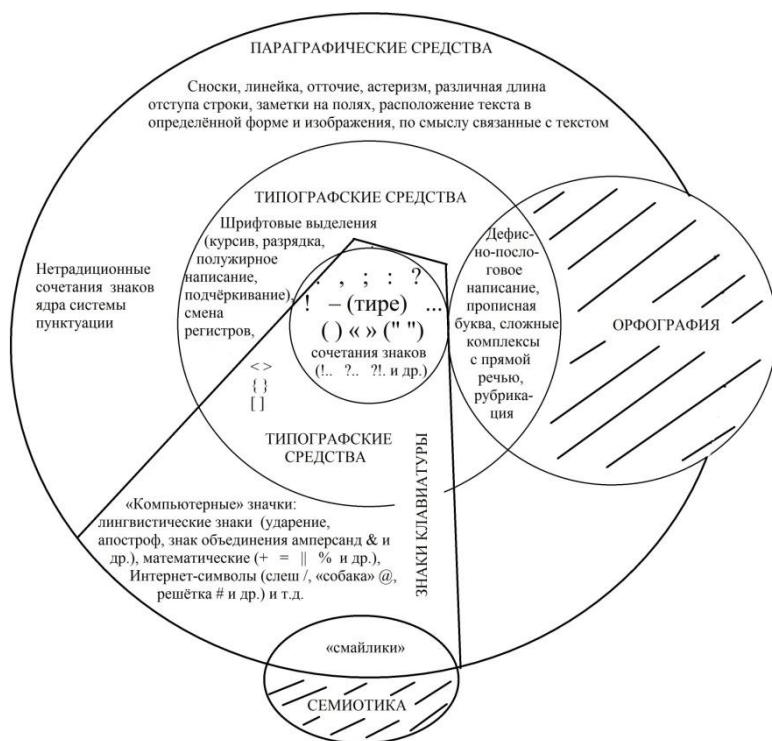 ПАРАГРАФИЧЕСКИЕ СРЕДСТВА
Сноски, линейка, отточие, астеризм, различная длина
отступа строки, заметки на полях, расположение текста в
определённой форме и изображения, по смыслу связанные с текстом
ТИПОГРАФСКИЕ СРЕДСТВА
Шрифтовые выделения
(курсив, разрядка,
полужирное
написание,
подчёркивание),
смена
регистров,
< >
{ }
[ ]
Нетрадиционные
сочетания знаков
ядра системы
пунктуации
. , ; : ?
! – (тире) ...
( ) « » (" ")
сочетания знаков
(!.. ?.. ?!. и др.)
Дефис-
но-посло-
говое
написание,
прописная
буква, сложные
комплексы
с прямой
речью,
рубрика-
ция
ОРФОГРАФИЯ
ТИПОГРАФСКИЕ
СРЕДСТВА
ЗНАКИ КЛАВИАТУРЫ
«Компьютерные» значки:
лингвистические знаки (ударение,
апостроф, знак объединения амперсанд & и
др.), математические (+ = || % и др.),
Интернет-символы (слеш /, «собака» @,
решётка # и др.) и т.д.
«смайлики»
СЕМИОТИКА